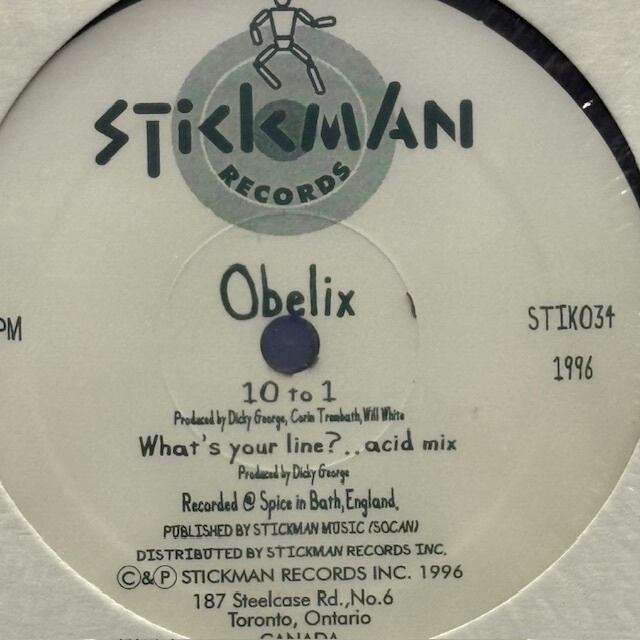 STICKMAN
RECORDS
Obelix
PM
STIK034
1996
10 to 1
Produced by Dicky George, Corin Trembath, Will White
What's your line?..acid mix
Produced by Dicky George
Recorded @ Spice in Bath, England.
PUBLISHED BY STICKMAN MUSIC (SOCAN)
DISTRIBUTED BY STICKMAN RECORDS INC.
©&℗ STICKMAN RECORDS INC. 1996
187 Steelcase Rd.,No.6
Toronto, Ontario
CANADA